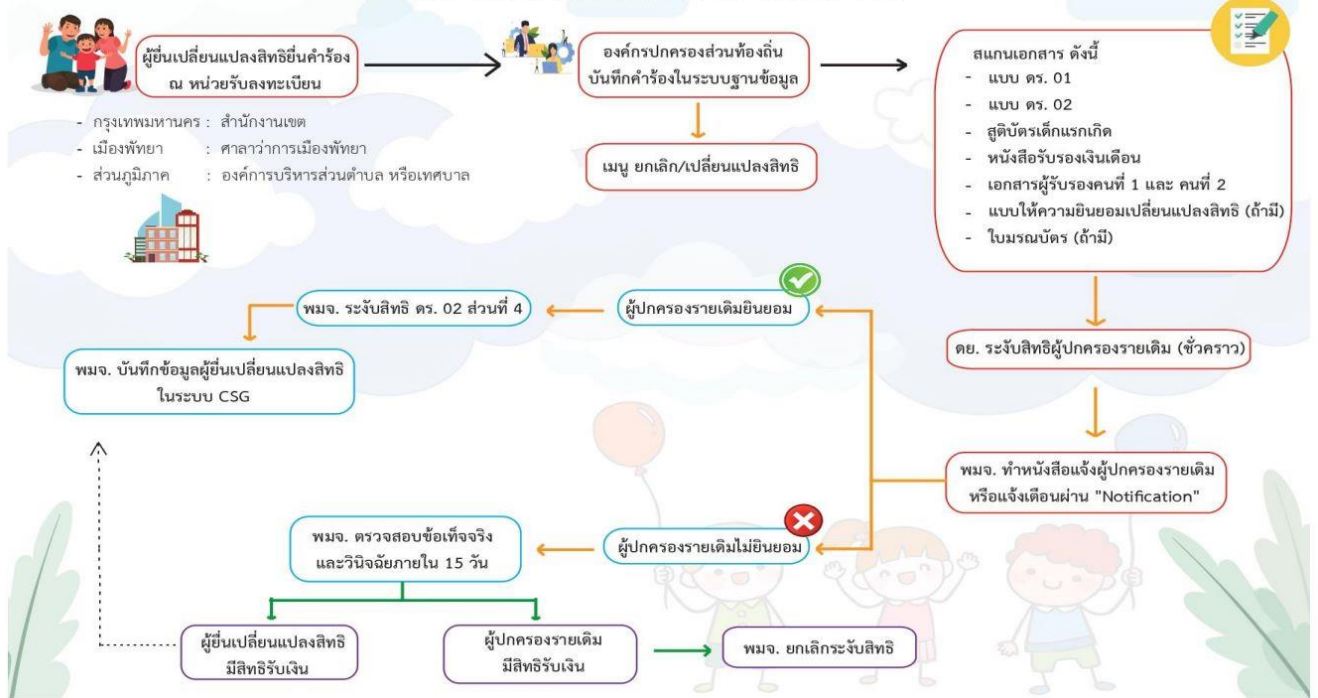 ผู้ยื่นเปลี่ยนแปลงสิทธิยื่นคำร้อง
ณ หน่วยรับลงทะเบียน
- กรุงเทพมหานคร : สำนักงานเขต
- เมืองพัทยา : ศาลาว่าการเมืองพัทยา
- ส่วนภูมิภาค : องค์การบริหารส่วนตำบล หรือเทศบาล
องค์กรปกครองส่วนท้องถิ่น
บันทึกคำร้องในระบบฐานข้อมูล
เมนู ยกเลิก/เปลี่ยนแปลงสิทธิ
สแกนเอกสาร ดังนี้
- แบบ ดร. 01
- แบบ ดร. 02
- สูติบัตรเด็กแรกเกิด
- หนังสือรับรองเงินเดือน
- เอกสารผู้รับรองคนที่ 1 และ คนที่ 2
- แบบให้ความยินยอมเปลี่ยนแปลงสิทธิ (ถ้ามี)
- ใบมรณบัตร (ถ้ามี)
ดย. ระงับสิทธิผู้ปกครองรายเดิม (ชั่วคราว)
พมจ. ทำหนังสือแจ้งผู้ปกครองรายเดิม
หรือแจ้งเตือนผ่าน "Notification"
ผู้ปกครองรายเดิมยินยอม
พมจ. ระงับสิทธิ ดร. 02 ส่วนที่ 4
พมจ. บันทึกข้อมูลผู้ยื่นเปลี่ยนแปลงสิทธิ
ในระบบ CSG
ผู้ปกครองรายเดิมไม่ยินยอม
พมจ. ตรวจสอบข้อเท็จจริง
และวินิจฉัยภายใน 15 วัน
ผู้ยื่นเปลี่ยนแปลงสิทธิ
มีสิทธิรับเงิน
ผู้ปกครองรายเดิม
มีสิทธิรับเงิน
พมจ. ยกเลิกระงับสิทธิ